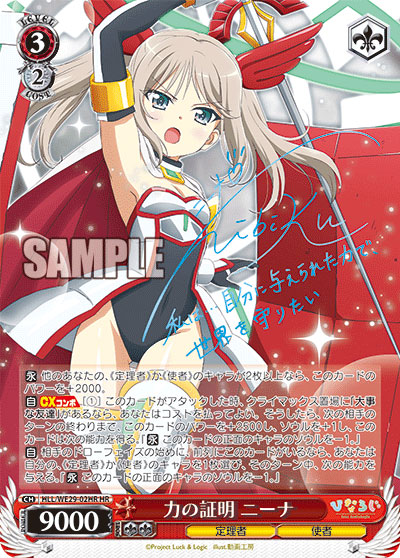 LEVEL
3
2
COST
SAMPLE
私は…自分に与えられた力で…
世界を守りたい
永 他のあなたの、《定理者》か《使者》のキャラが2枚以上なら、このカードの
パワーを+2000。
自 CXコンボ [①] このカードがアタックした時、クライマックス置場に「大事
な友達」があるなら、あなたはコストを払ってよい。そうしたら、次の相手の
ターンの終わりまで、このカードのパワーを+2500し、ソウルを+1し、こ
のカードは次の能力を得る。『永 このカードの正面のキャラのソウルを-1。』
自 相手のドローフェイズの始めに、前列にこのカードがいるなら、あなたは
自分の、《定理者》か《使者》のキャラを1枚選び、そのターン中、次の能力を与
える。『永 このカードの正面のキャラのソウルを-1。』
CH HLL/WE29-02HR HR
9000
力の証明 ニーナ
ひなろじ
定理者 使者
©Project Luck & Logic illust.動画工房